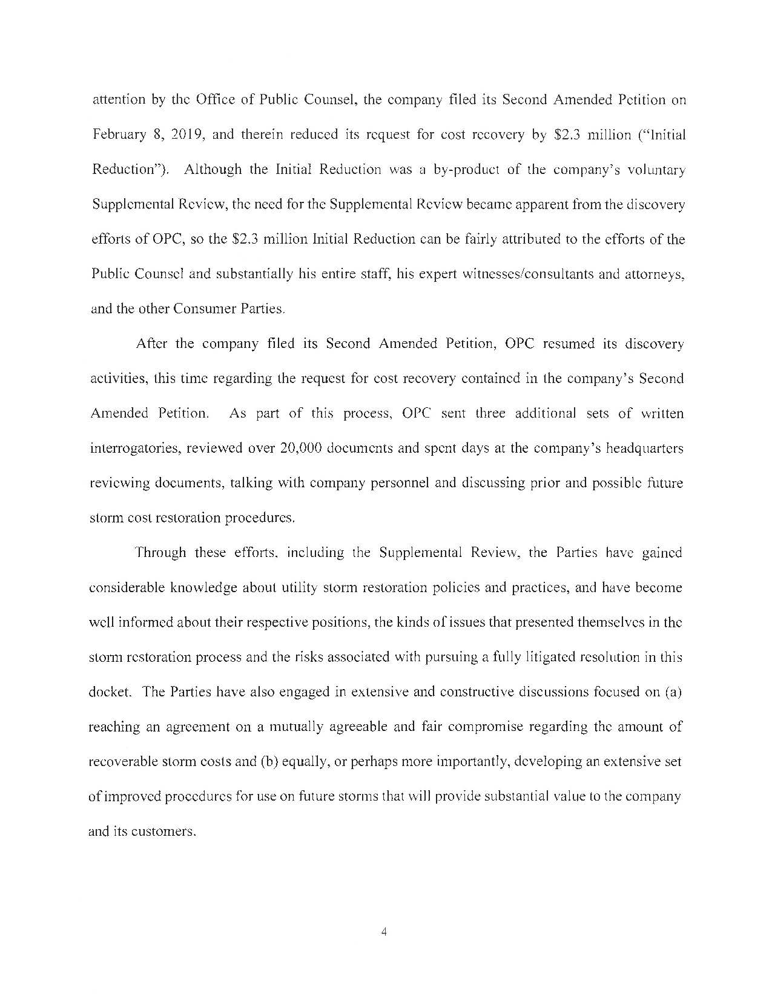 attention by the Office of Public Counsel, the company filed its Second Amended Petition on
February 8, 2019, and therein reduced its request for cost recovery by $2.3 million (“Initial
Reduction”). Although the Initial Reduction was a by-product of the company’s voluntary
Supplemental Review, the need for the Supplemental Review became apparent from the discovery
efforts of OPC, so the $2.3 million Initial Reduction can be fairly attributed to the efforts of the
Public Counsel and substantially his entire staff, his expert witnesses/consultants and attorneys,
and the other Consumer Parties.
After the company filed its Second Amended Petition, OPC resumed its discovery
activities, this time regarding the request for cost recovery contained in the company’s Second
Amended Petition. As part of this process, OPC sent three additional sets of written
interrogatories, reviewed over 20,000 documents and spent days at the company’s headquarters
reviewing documents, talking with company personnel and discussing prior and possible future
storm cost restoration procedures.
Through these efforts, including the Supplemental Review, the Parties have gained
considerable knowledge about utility storm restoration policies and practices, and have become
well informed about their respective positions, the kinds of issues that presented themselves in the
storm restoration process and the risks associated with pursuing a fully litigated resolution in this
docket. The Parties have also engaged in extensive and constructive discussions focused on (a)
reaching an agreement on a mutually agreeable and fair compromise regarding the amount of
recoverable storm costs and (b) equally, or perhaps more importantly, developing an extensive set
of improved procedures for use on future storms that will provide substantial value to the company
and its customers.
4